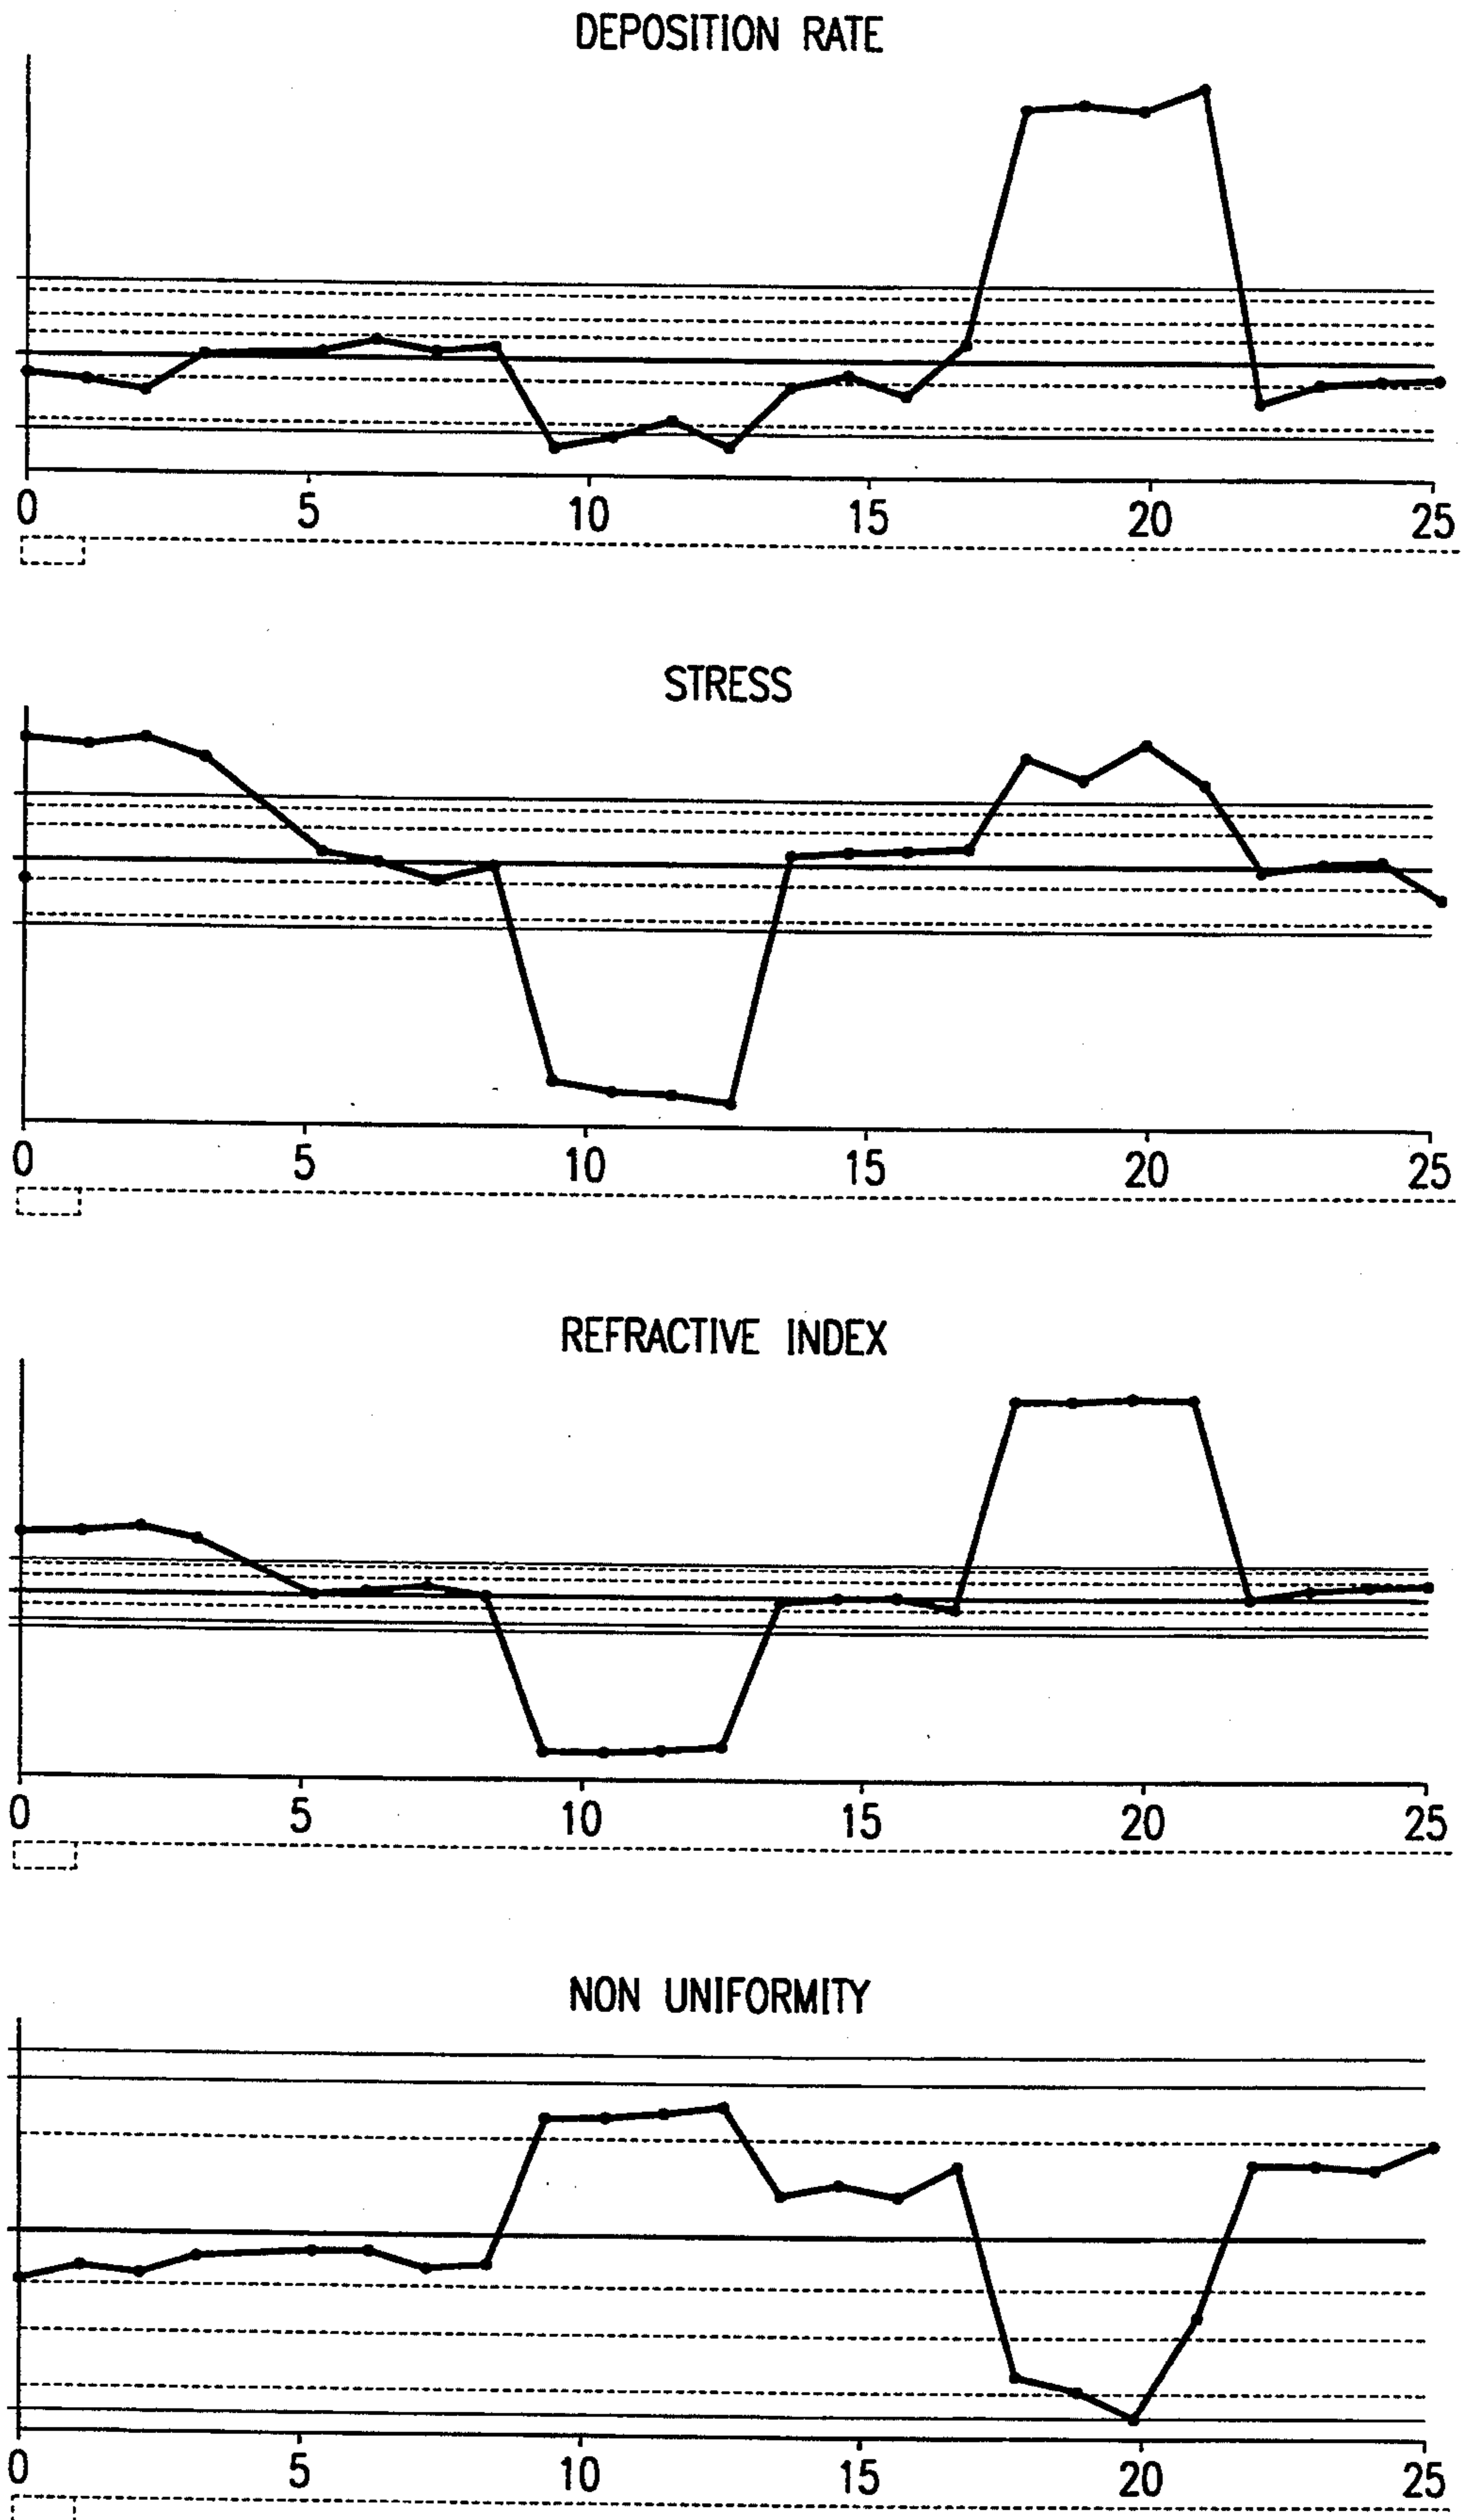 DEPOSITION RATE
0 5 10 15 20 25
STRESS
0 5 10 15 20 25
REFRACTIVE INDEX
0 5 10 15 20 25
NON UNIFORMITY
0 5 10 15 20 25